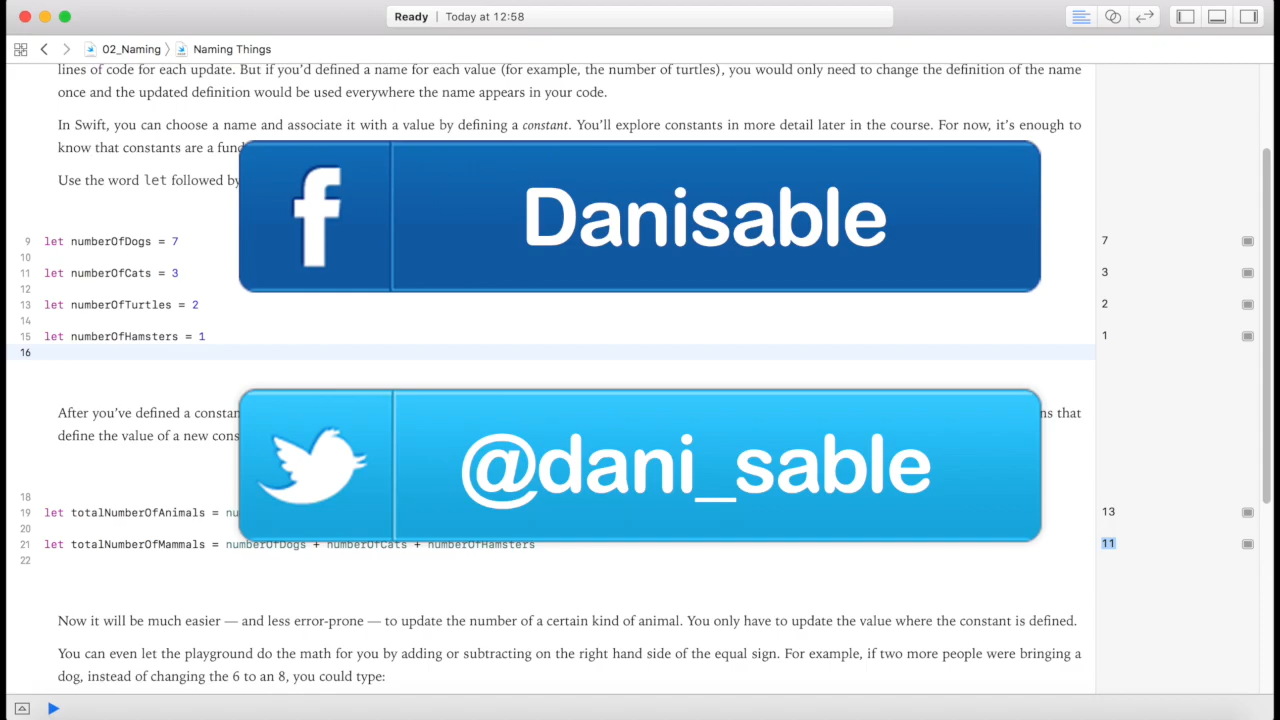 Ready | Today at 12:58
02_Naming 〉 Naming Things
lines of code for each update. But if you’d defined a name for each value (for example, the number of turtles), you would only need to change the definition of the name
once and the updated definition would be used everywhere the name appears in your code.
In Swift, you can choose a name and associate it with a value by defining a constant. You’ll explore constants in more detail later in the course. For now, it’s enough to
know that constants are a fund
Use the word let followed by
Danisable
9 let numberOfDogs = 7 7
10
11 let numberOfCats = 3 3
12
13 let numberOfTurtles = 2 2
14
15 let numberOfHamsters = 1 1
16
After you’ve defined a constan ns that
define the value of a new cons
@dani_sable
18
19 let totalNumberOfAnimals = nu 13
20
21 let totalNumberOfMammals = numberOfDogs + numberOfCats + numberOfHamsters 11
22
Now it will be much easier — and less error-prone — to update the number of a certain kind of animal. You only have to update the value where the constant is defined.
You can even let the playground do the math for you by adding or subtracting on the right hand side of the equal sign. For example, if two more people were bringing a
dog, instead of changing the 6 to an 8, you could type: